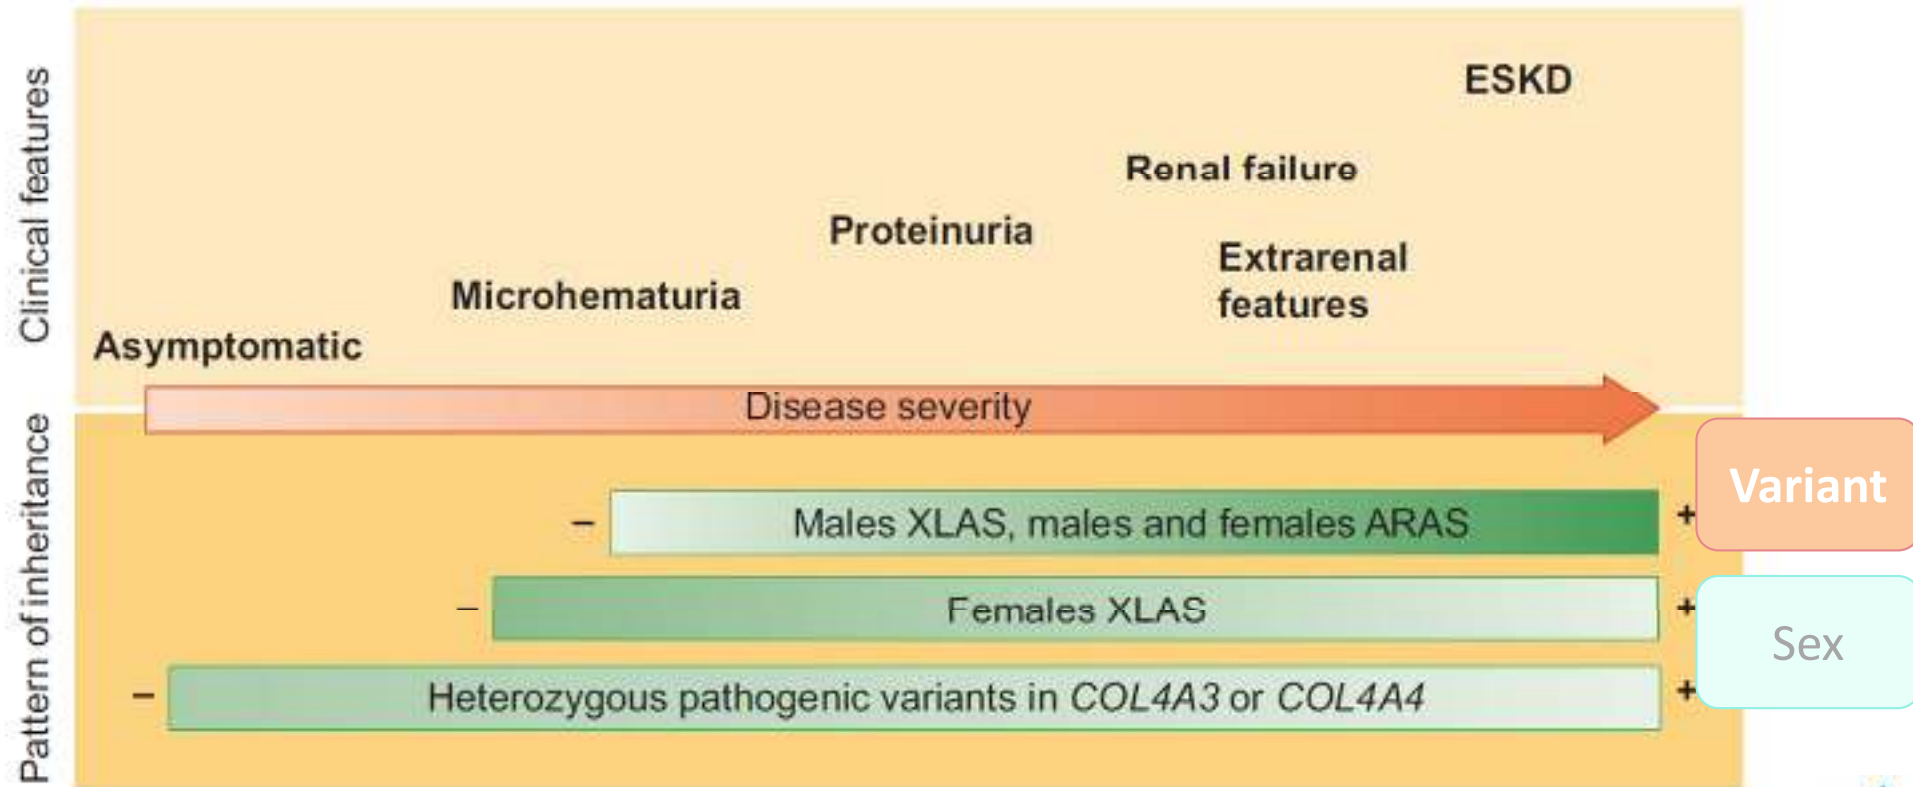 Clinical features
ESKD
Renal failure
Proteinuria
Extrarenal
features
Microhematuria
Asymptomatic
Disease severity
Pattern of inheritance
– Males XLAS, males and females ARAS +
– Females XLAS +
– Heterozygous pathogenic variants in COL4A3 or COL4A4 +
Variant
Sex